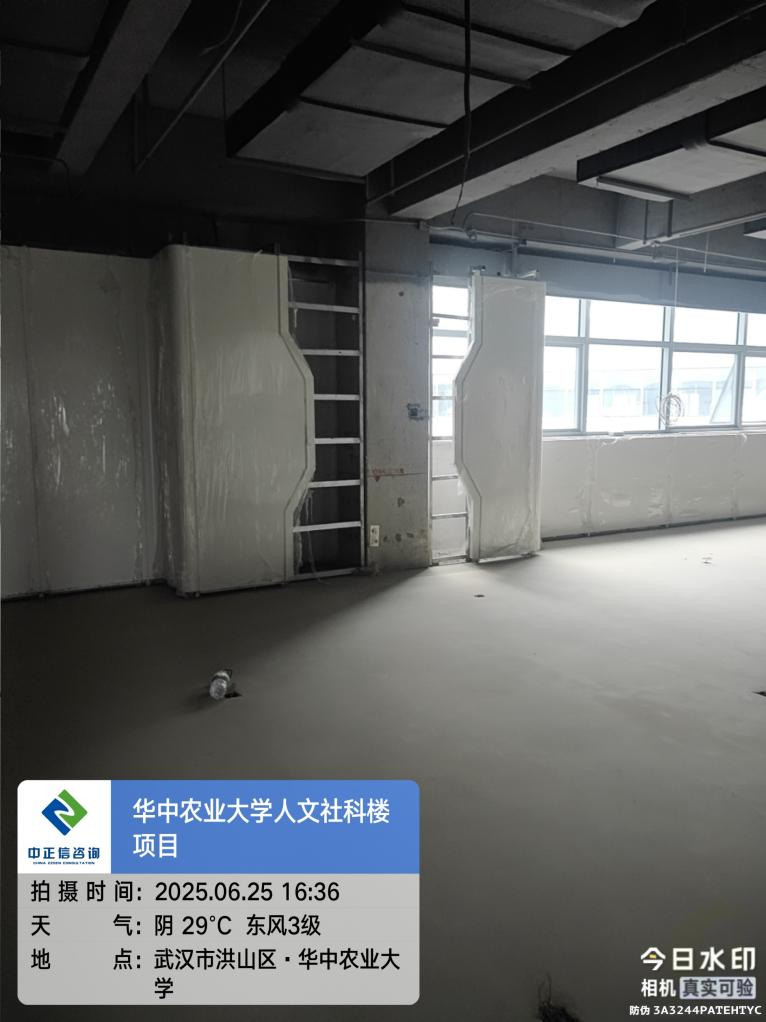 华中农业大学人文社科楼
项目
中正信咨询
CHINA ZZXIN CONSULTATION
拍摄时间: 2025.06.25 16:36
天气: 阴 29°C 东风3级
地点: 武汉市洪山区·华中农业大
学
今日水印
相机 真实可验
防伪 3A3244PATEHTYC